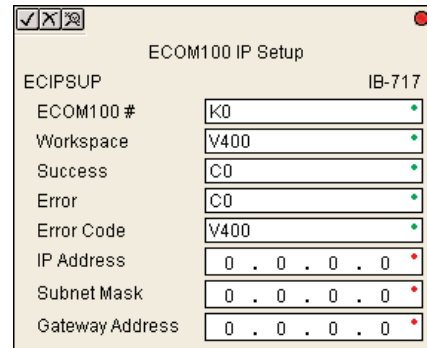 ECOM100 IP Setup
ECIPSUP IB-717
ECOM100 # K0
Workspace V400
Success C0
Error C0
Error Code V400
IP Address 0 . 0 . 0 . 0
Subnet Mask 0 . 0 . 0 . 0
Gateway Address 0 . 0 . 0 . 0